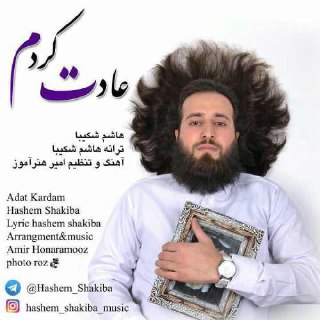 عادت کردم
هاشم شکیبا
ترانه هاشم شکیبا
آهنگ و تنظیم امیر هنرآموز
Adat Kardam
Hashem Shakiba
Lyric hashem shakiba
Arrangment&music
Amir Honaramooz
photo roz
@Hashem_Shakiba
hashem_shakiba_music